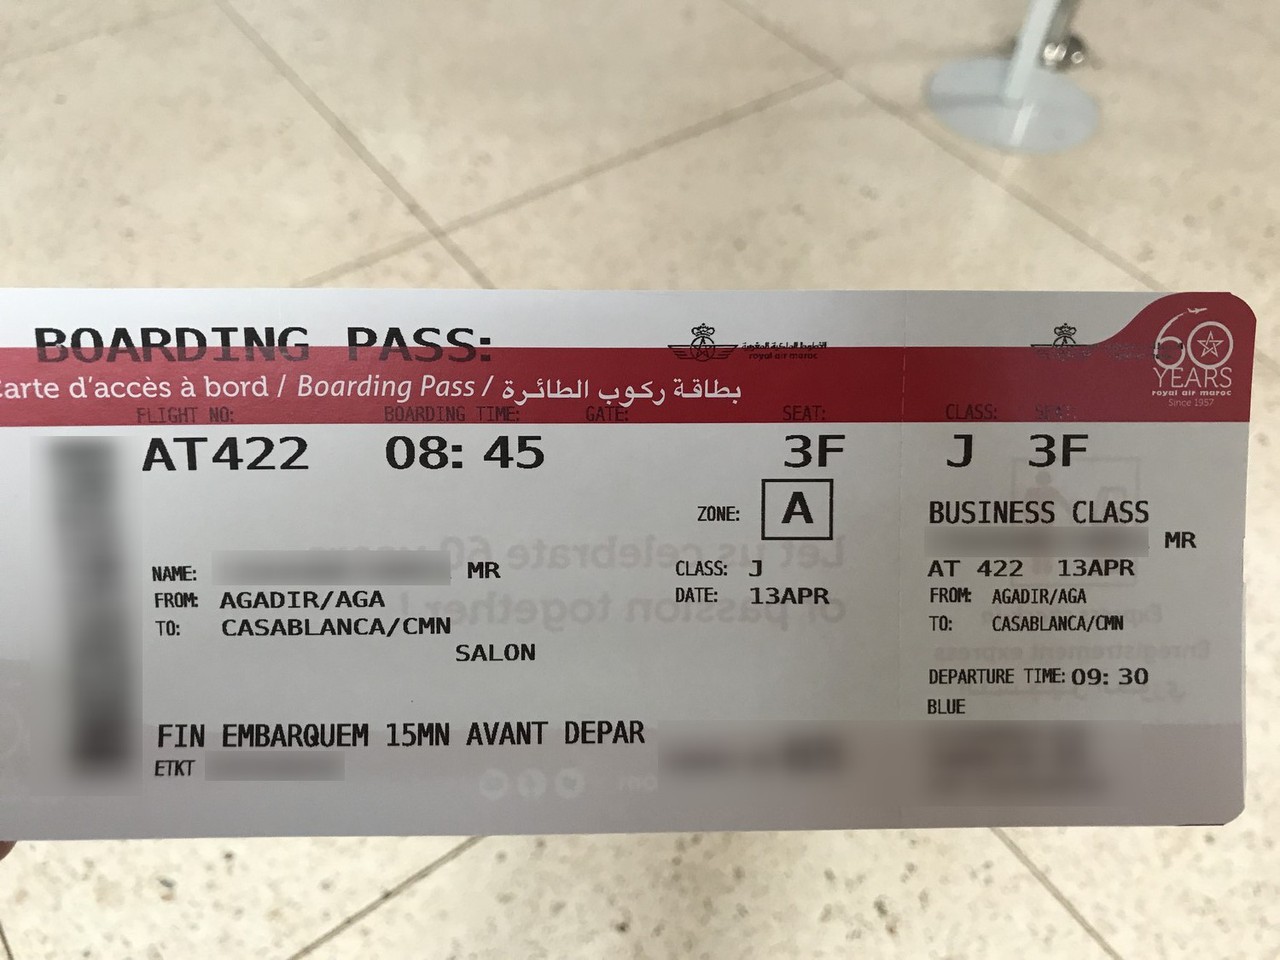 BOARDING PASS:
الخطوط الملكية المغربية
royal air maroc
60
YEARS
royal air maroc
Since 1957
Carte d'accès à bord / Boarding Pass / بطاقة ركوب الطائرة
FLIGHT NO: BOARDING TIME: GATE: SEAT: CLASS: SEAT:
AT422 08:45 3F J 3F
ZONE: A
BUSINESS CLASS
MR
NAME: MR
CLASS: J
AT 422 13APR
FROM: AGADIR/AGA
DATE: 13APR
FROM: AGADIR/AGA
TO: CASABLANCA/CMN
TO: CASABLANCA/CMN
SALON
DEPARTURE TIME: 09:30
BLUE
FIN EMBARQUEM 15MN AVANT DEPAR
ETKT